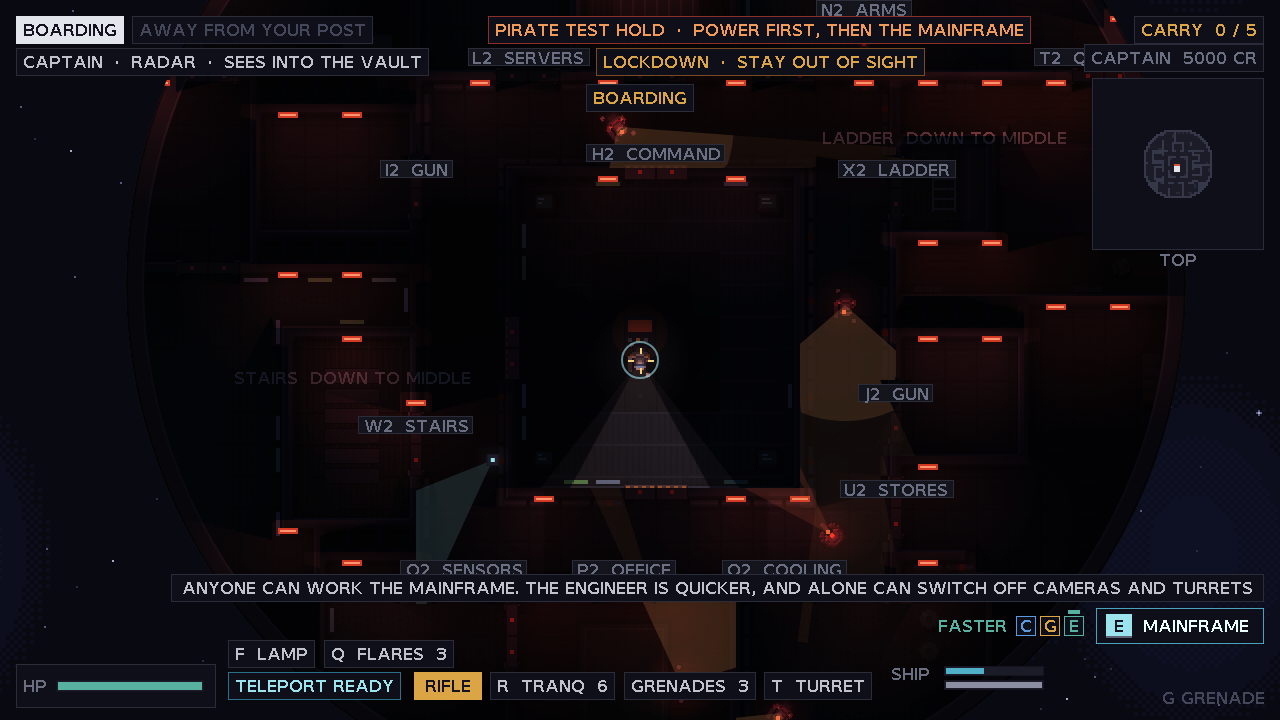 N2 ARMS
BOARDING
AWAY FROM YOUR POST
PIRATE TEST HOLD · POWER FIRST, THEN THE MAINFRAME
CARRY 0 / 5
CAPTAIN · RADAR · SEES INTO THE VAULT
L2 SERVERS
LOCKDOWN · STAY OUT OF SIGHT
T2
CAPTAIN 5000 CR
BOARDING
LADDER DOWN TO MIDDLE
H2 COMMAND
I2 GUN
X2 LADDER
TOP
STAIRS DOWN TO MIDDLE
J2 GUN
W2 STAIRS
U2 STORES
Q2 SENSORS
P2 OFFICE
O2 COOLING
ANYONE CAN WORK THE MAINFRAME. THE ENGINEER IS QUICKER, AND ALONE CAN SWITCH OFF CAMERAS AND TURRETS
FASTER C G E
E MAINFRAME
F LAMP
Q FLARES 3
HP
TELEPORT READY
RIFLE
R TRANQ 6
GRENADES 3
T TURRET
SHIP
G GRENADE